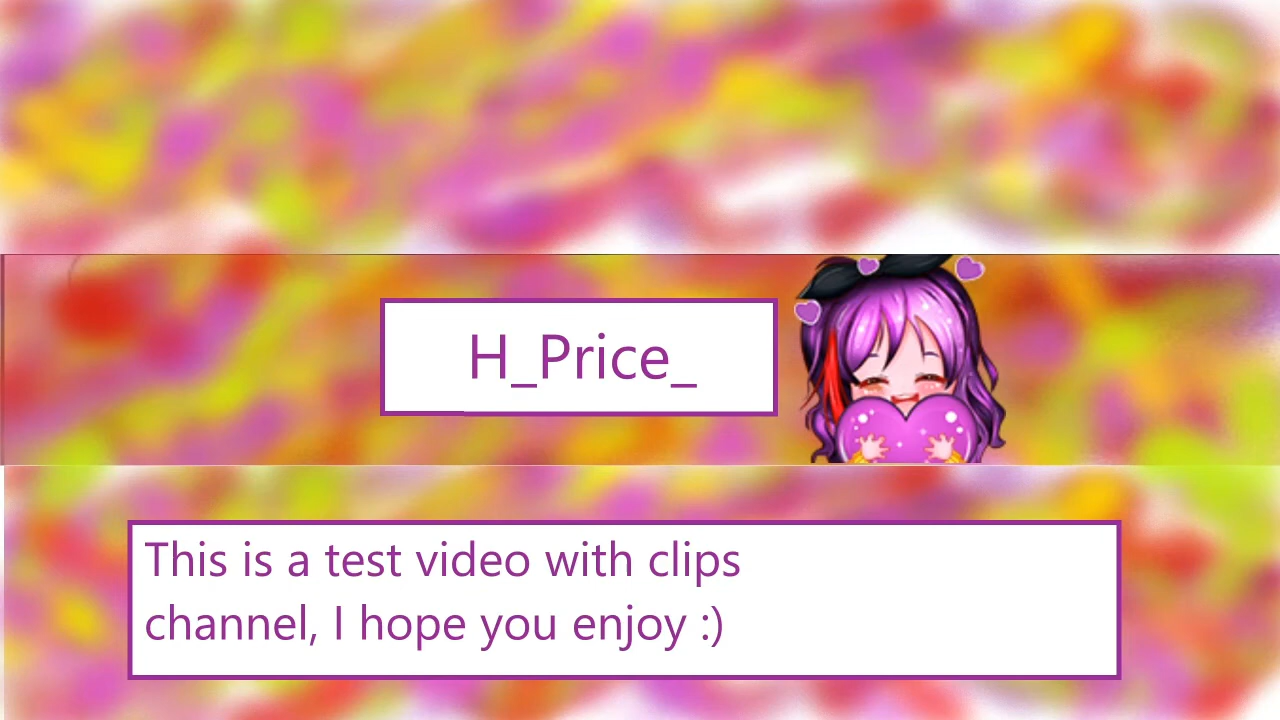 H_Price_
This is a test video with clips
channel, I hope you enjoy :)